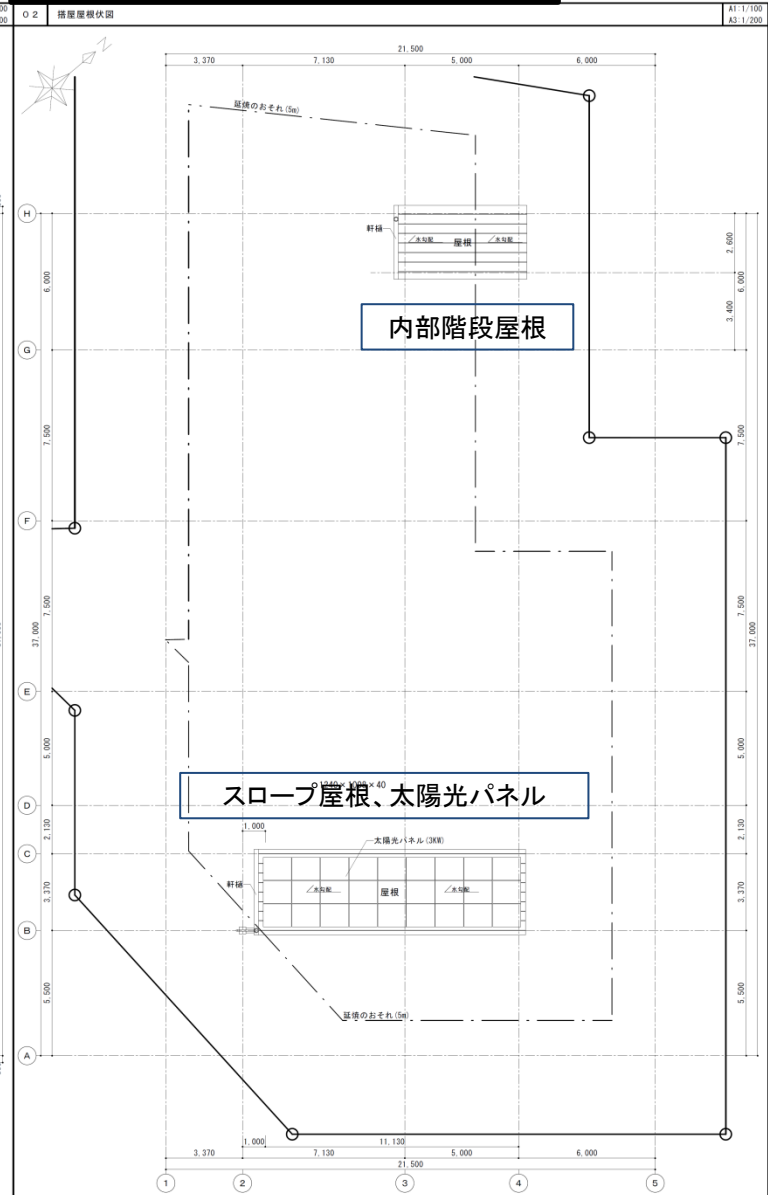 02 搭屋屋根伏図
A1:1/100
A3:1/200
N
21,500
3,370 7,130 5,000 6,000
延焼のおそれ(5m)
H
軒樋 水勾配 屋根 水勾配
2,600
6,000 6,000
3,400
内部階段屋根
G
7,500 7,500
F
7,500 7,500
37,000 37,000
E
5,000 5,000
スロープ屋根、太陽光パネル
D
1,000
2,130 2,130
太陽光パネル(3KW)
C
軒樋 水勾配 屋根 水勾配
3,370 3,370
B
5,500 5,500
延焼のおそれ(5m)
A
1,000 11,130
3,370 7,130 5,000 6,000
21,500
1 2 3 4 5